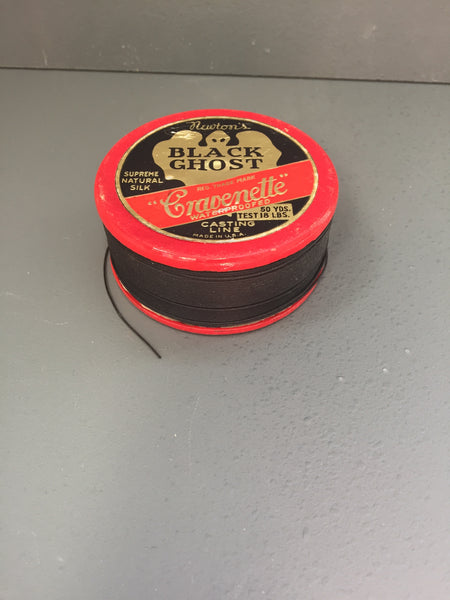 Newton's
BLACK
GHOST
SUPREME
NATURAL
SILK
REG. TRADE MARK
"Cravenette"
WATERPROOFED
50 YDS.
TEST 18 LBS.
CASTING
LINE
MADE IN U.S.A.